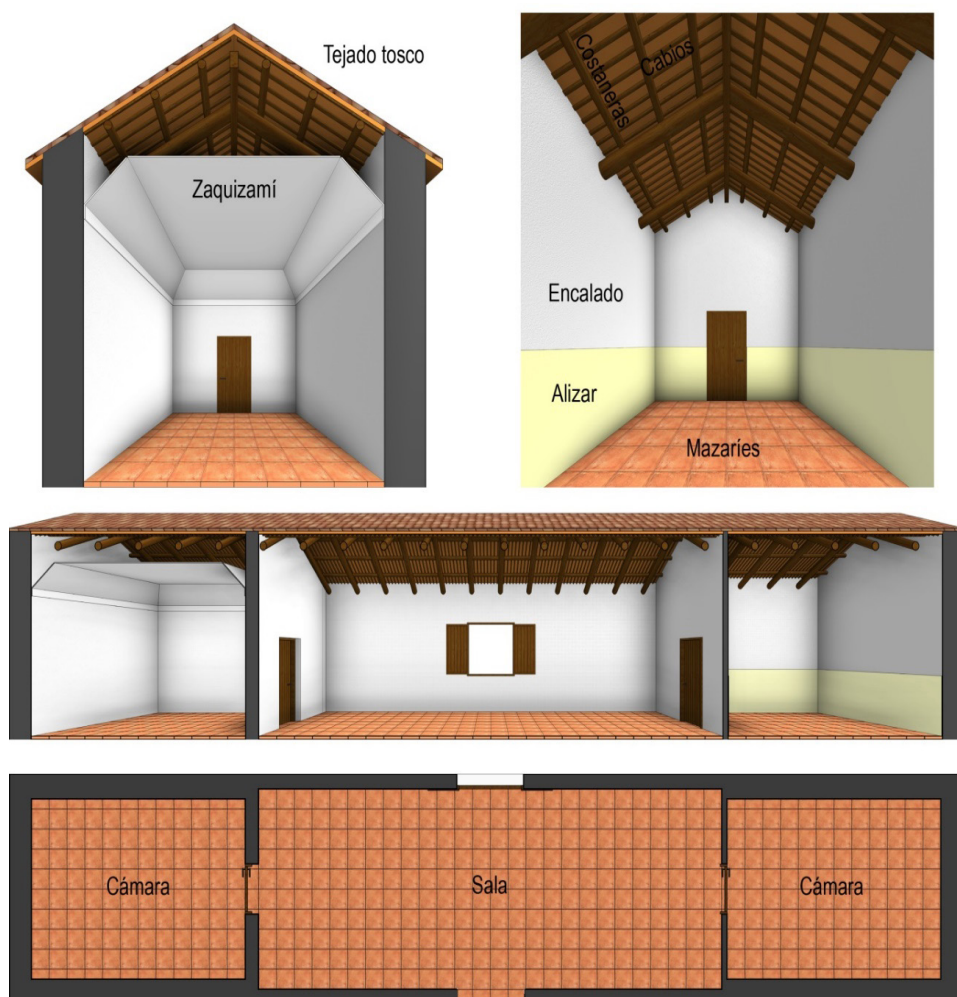 Tejado tosco
Zaquizamí
Costaneras
Cabios
Encalado
Alizar
Mazaríes
Cámara
Sala
Cámara